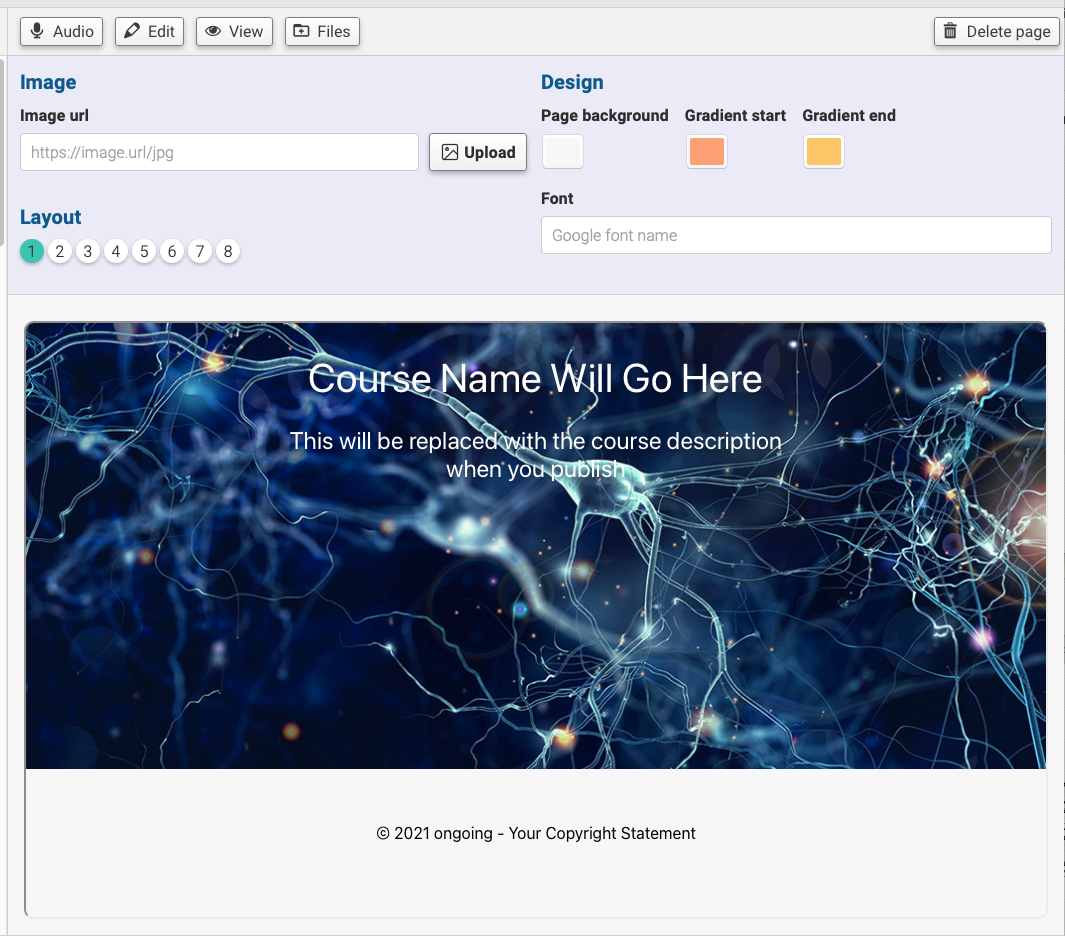 Audio Edit View Files Delete page
Image
Image url
https://image.url/jpg
Upload
Layout
1 2 3 4 5 6 7 8
Design
Page background Gradient start Gradient end
Font
Google font name
Course Name Will Go Here
This will be replaced with the course description
when you publish
© 2021 ongoing - Your Copyright Statement